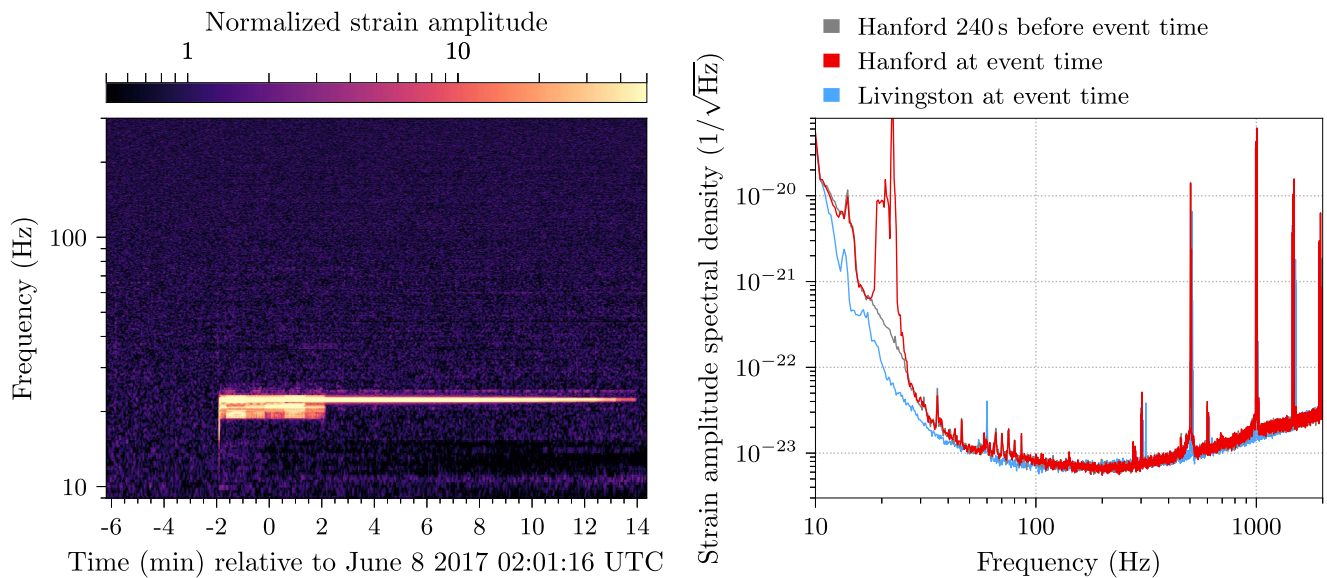 Normalized strain amplitude
1 10
Frequency (Hz)
100
10
-6 -4 -2 0 2 4 6 8 10 12 14
Time (min) relative to June 8 2017 02:01:16 UTC
Hanford 240 s before event time
Hanford at event time
Livingston at event time
Strain amplitude spectral density (1/√Hz)
10⁻²⁰
10⁻²¹
10⁻²²
10⁻²³
10 100 1000
Frequency (Hz)